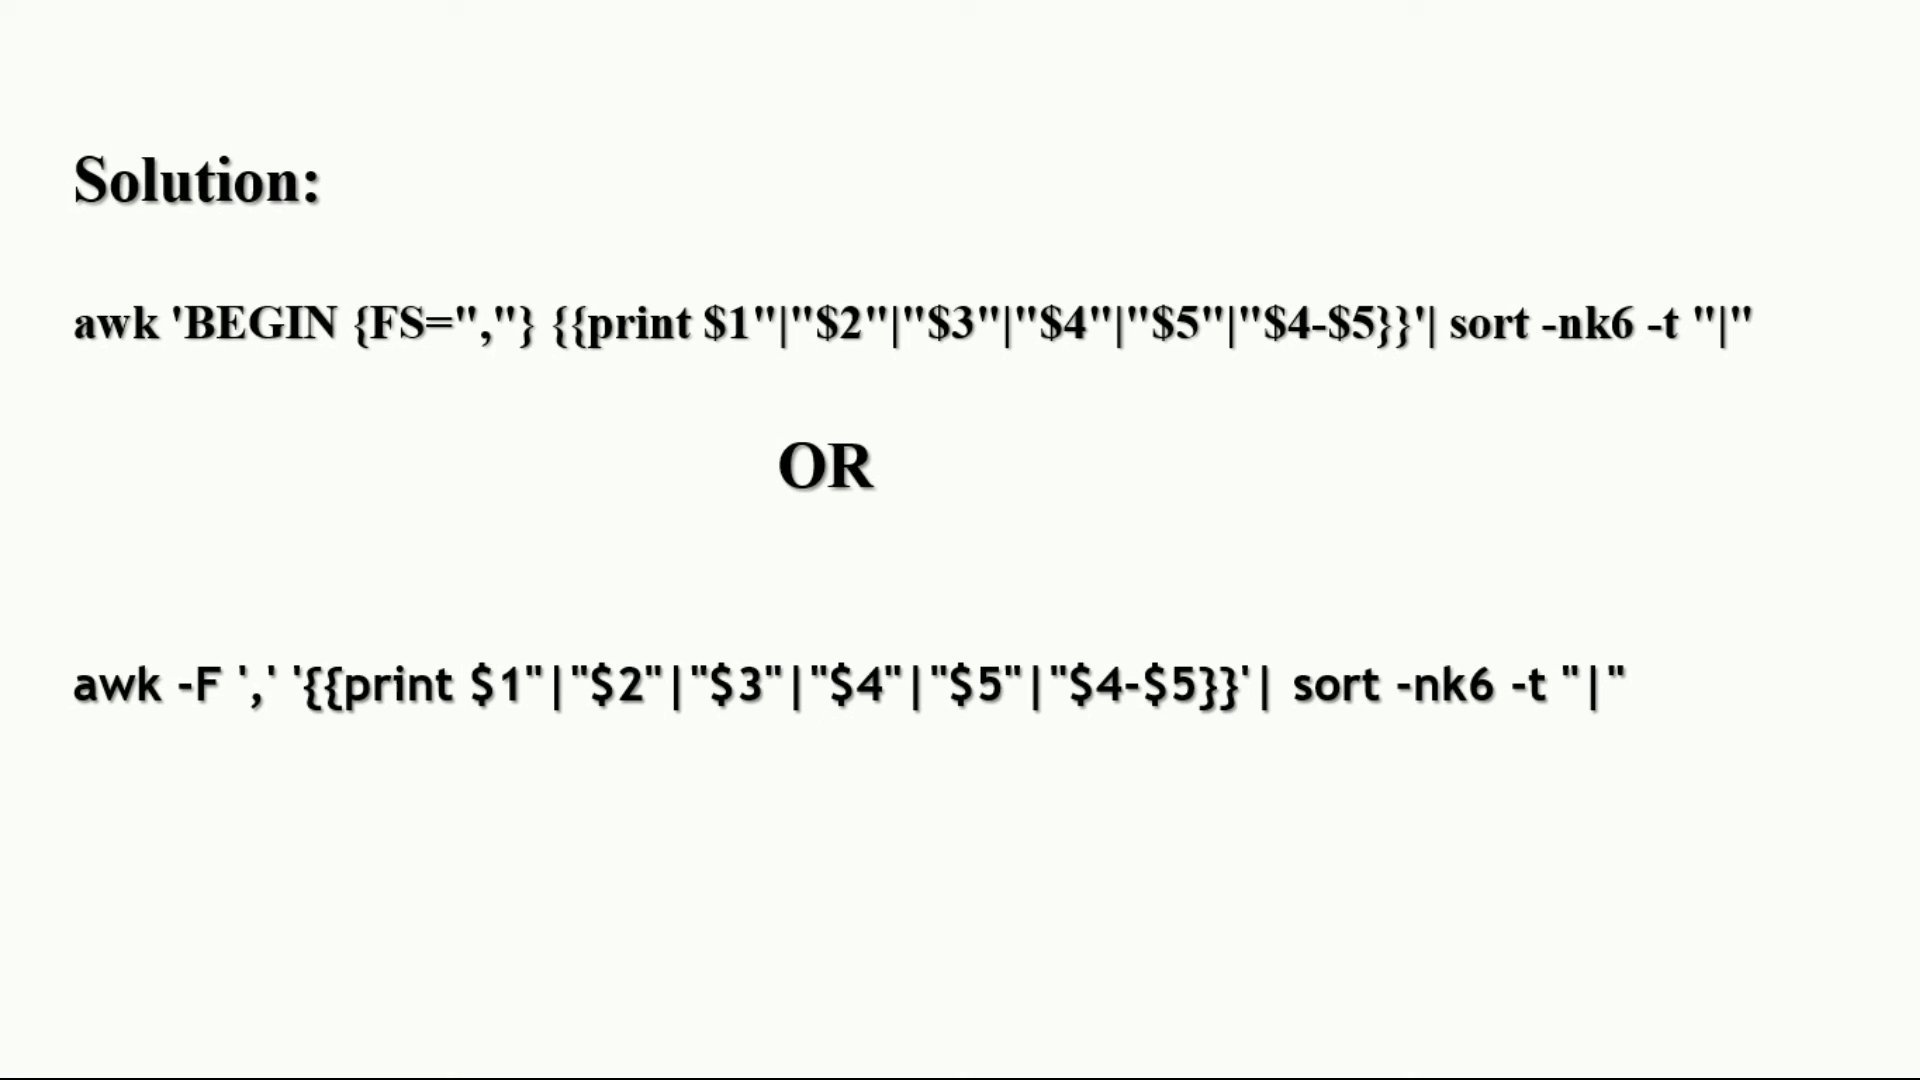 Solution:
awk 'BEGIN {FS=","} {{print $1"|"$2"|"$3"|"$4"|"$5"|"$4-$5}}'| sort -nk6 -t "|"
OR
awk -F ',' '{{print $1"|"$2"|"$3"|"$4"|"$5"|"$4-$5}}'| sort -nk6 -t "|"